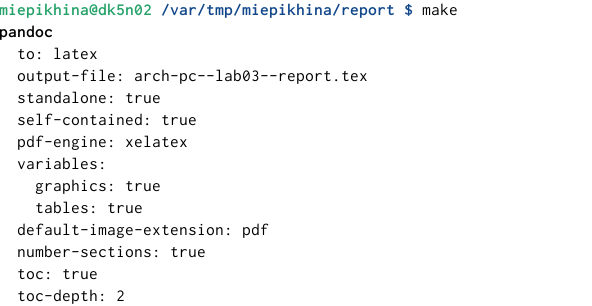 miepikhina@dk5n02 /var/tmp/miepikhina/report $ make
pandoc
  to: latex
  output-file: arch-pc--lab03--report.tex
  standalone: true
  self-contained: true
  pdf-engine: xelatex
  variables:
    graphics: true
    tables: true
  default-image-extension: pdf
  number-sections: true
  toc: true
  toc-depth: 2